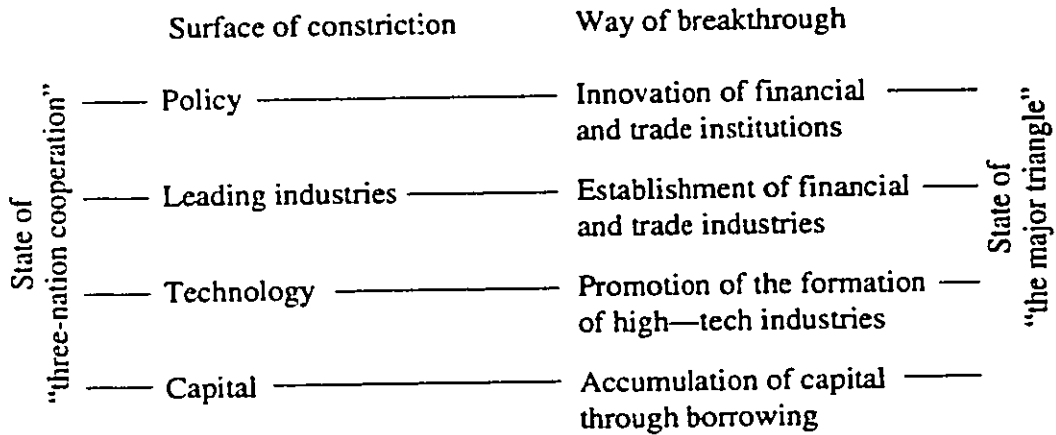 Surface of constriction
Way of breakthrough
State of
"three-nation cooperation"
Policy
Innovation of financial
and trade institutions
Leading industries
Establishment of financial
and trade industries
Technology
Promotion of the formation
of high—tech industries
Capital
Accumulation of capital
through borrowing
State of
"the major triangle"